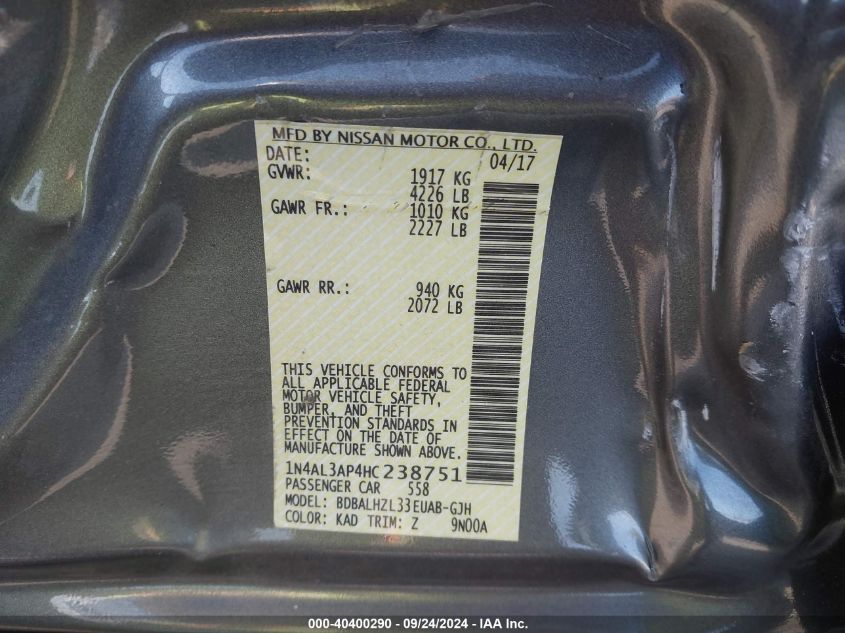 MFD BY NISSAN MOTOR CO., LTD.
DATE: 04/17
GVWR: 1917 KG
4226 LB
GAWR FR.: 1010 KG
2227 LB
GAWR RR.: 940 KG
2072 LB
THIS VEHICLE CONFORMS TO
ALL APPLICABLE FEDERAL
MOTOR VEHICLE SAFETY,
BUMPER, AND THEFT
PREVENTION STANDARDS IN
EFFECT ON THE DATE OF
MANUFACTURE SHOWN ABOVE.
1N4AL3AP4HC238751
PASSENGER CAR 558
MODEL: BDBALHZL33EUAB-GJH
COLOR: KAD TRIM: Z 9N00A
000-40400290 - 09/24/2024 - IAA Inc.